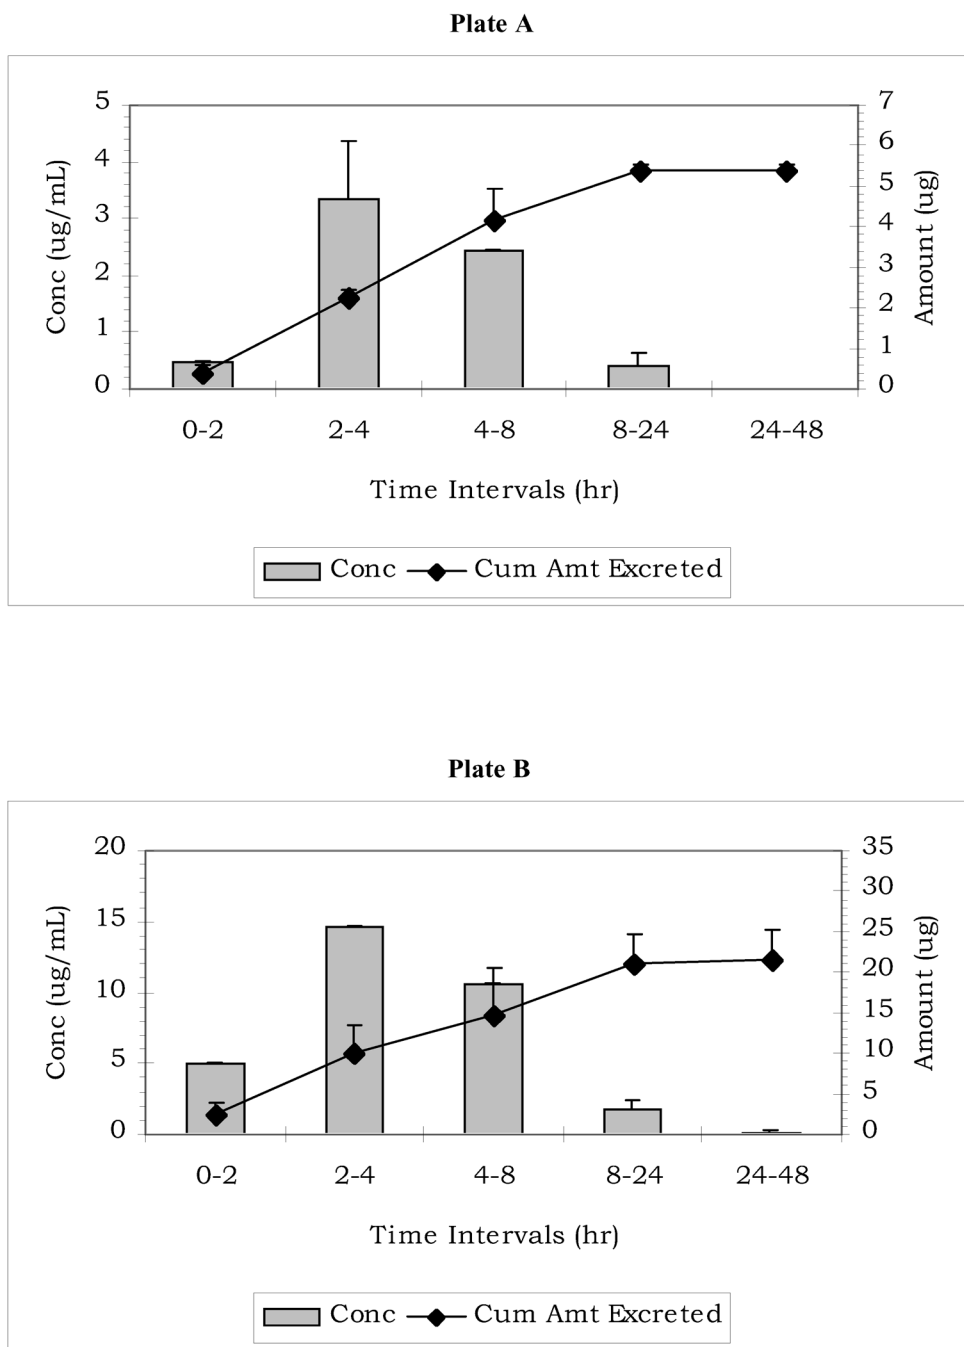 Plate A
5
4
3
2
1
0
Conc (ug/mL)
7
6
5
4
3
2
1
0
Amount (ug)
0-2 2-4 4-8 8-24 24-48
Time Intervals (hr)
Conc Cum Amt Excreted
Plate B
20
15
10
5
0
Conc (ug/mL)
35
30
25
20
15
10
5
0
Amount (ug)
0-2 2-4 4-8 8-24 24-48
Time Intervals (hr)
Conc Cum Amt Excreted